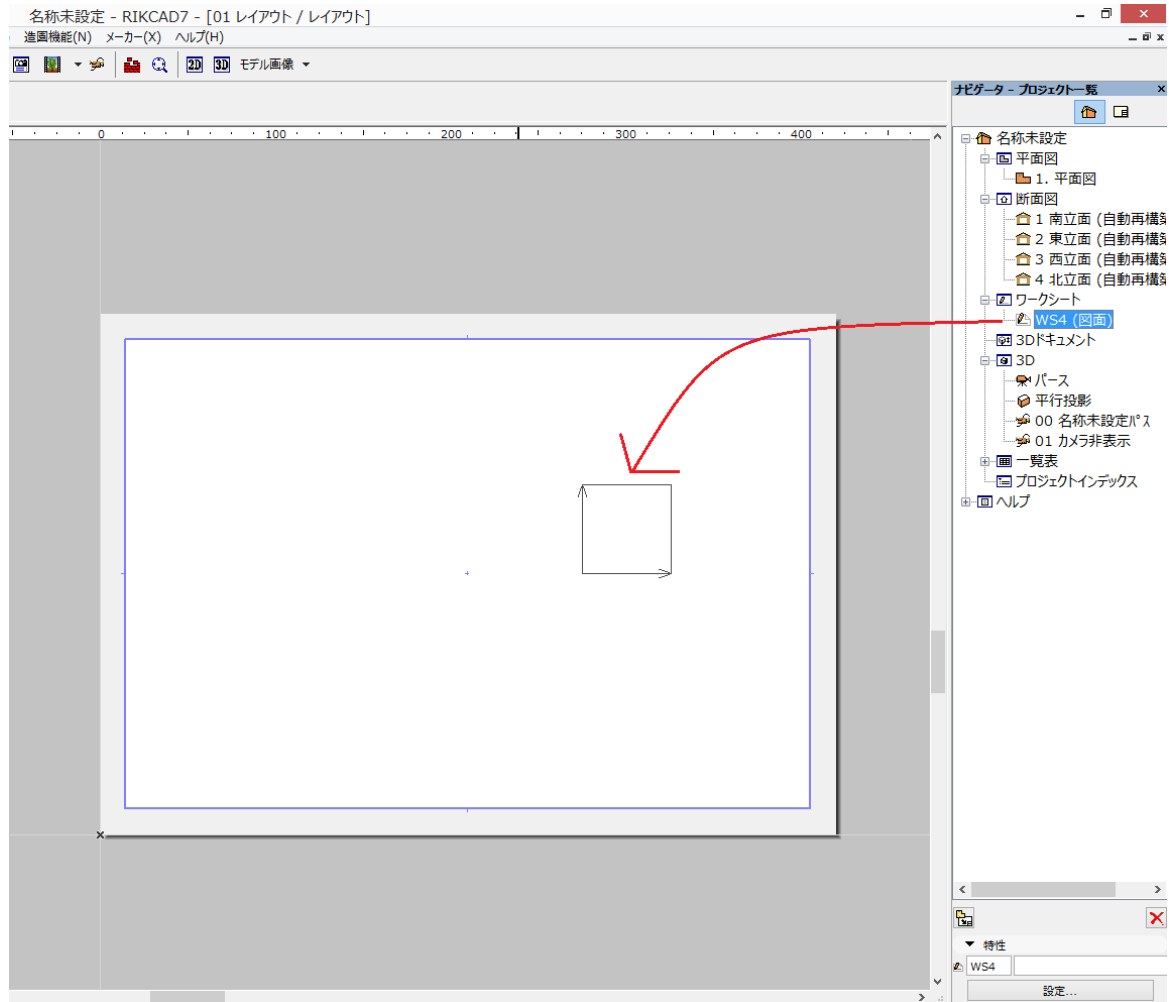 名称未設定 - RIKCAD7 - [01 レイアウト / レイアウト]
造園機能(N) メーカー(X) ヘルプ(H)
2D 3D モデル画像
ナビゲータ - プロジェクト一覧
0 100 200 300 400
名称未設定
平面図
1. 平面図
断面図
1 南立面 (自動再構築
2 東立面 (自動再構築
3 西立面 (自動再構築
4 北立面 (自動再構築
ワークシート
WS4 (図面)
3Dドキュメント
3D
パース
平行投影
00 名称未設定パス
01 カメラ非表示
一覧表
プロジェクトインデックス
ヘルプ
特性
WS4
設定...